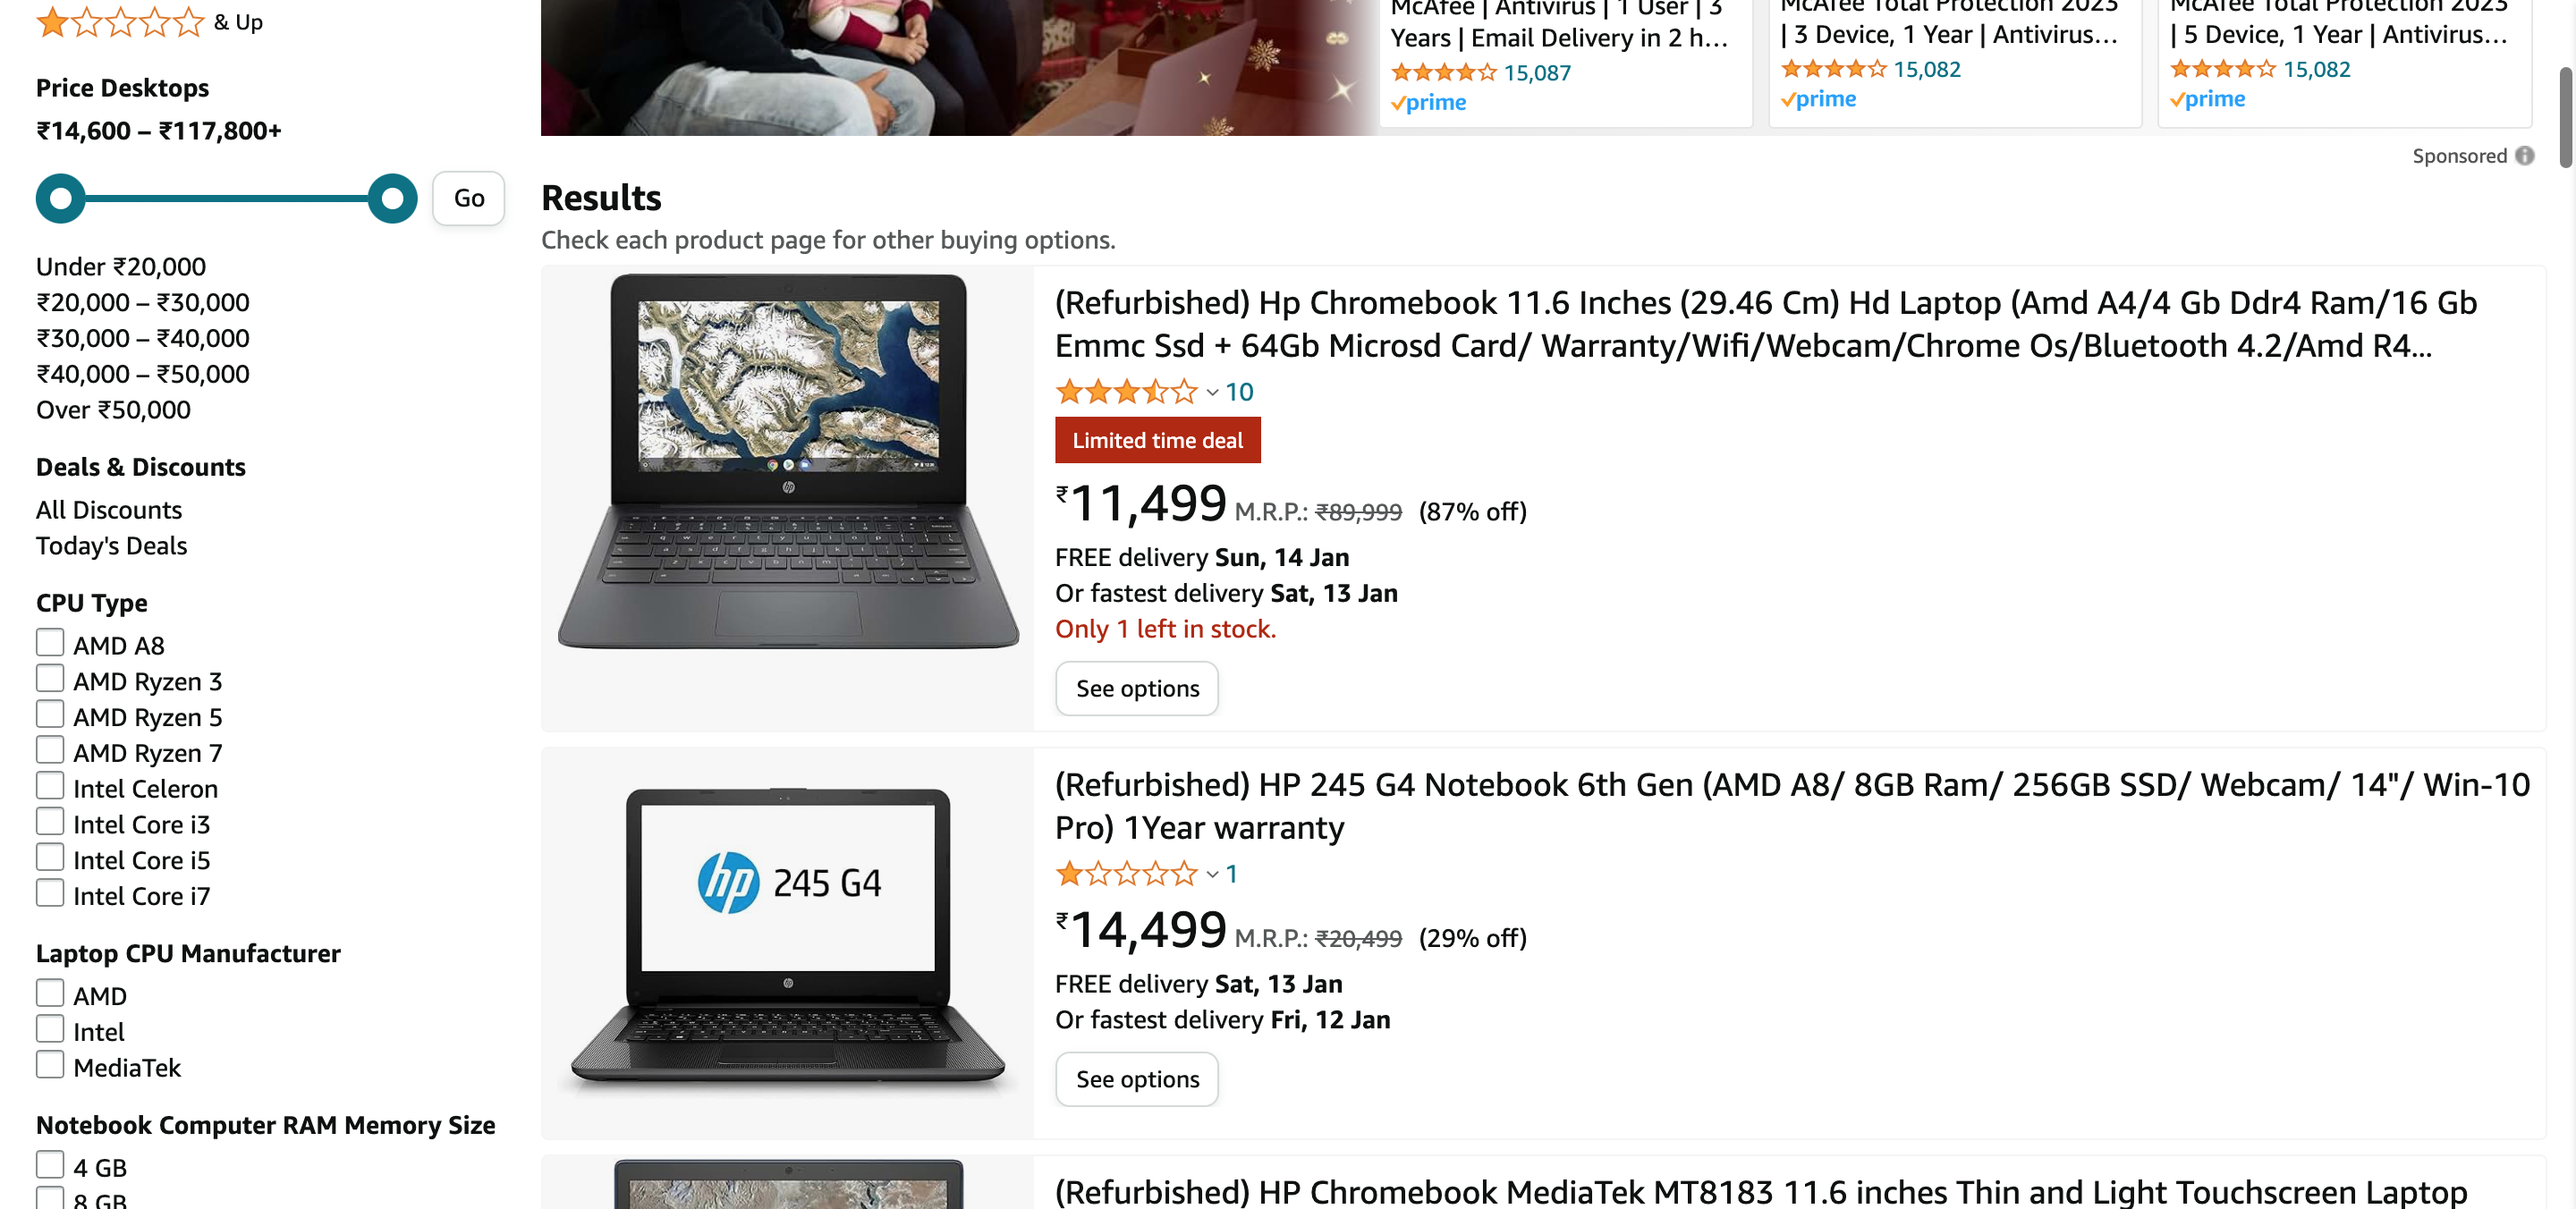 & Up
Price Desktops
₹14,600 – ₹117,800+
Go
Under ₹20,000
₹20,000 – ₹30,000
₹30,000 – ₹40,000
₹40,000 – ₹50,000
Over ₹50,000
Deals & Discounts
All Discounts
Today's Deals
CPU Type
AMD A8
AMD Ryzen 3
AMD Ryzen 5
AMD Ryzen 7
Intel Celeron
Intel Core i3
Intel Core i5
Intel Core i7
Laptop CPU Manufacturer
AMD
Intel
MediaTek
Notebook Computer RAM Memory Size
4 GB
8 GB
McAfee | Antivirus | 1 User | 3
Years | Email Delivery in 2 h...
15,087
prime
McAfee Total Protection 2023
| 3 Device, 1 Year | Antivirus...
15,082
prime
McAfee Total Protection 2023
| 5 Device, 1 Year | Antivirus...
15,082
prime
Sponsored
Results
Check each product page for other buying options.
(Refurbished) Hp Chromebook 11.6 Inches (29.46 Cm) Hd Laptop (Amd A4/4 Gb Ddr4 Ram/16 Gb
Emmc Ssd + 64Gb Microsd Card/ Warranty/Wifi/Webcam/Chrome Os/Bluetooth 4.2/Amd R4...
10
Limited time deal
₹11,499 M.R.P.: ₹89,999 (87% off)
FREE delivery Sun, 14 Jan
Or fastest delivery Sat, 13 Jan
Only 1 left in stock.
See options
hp 245 G4
(Refurbished) HP 245 G4 Notebook 6th Gen (AMD A8/ 8GB Ram/ 256GB SSD/ Webcam/ 14"/ Win-10
Pro) 1Year warranty
1
₹14,499 M.R.P.: ₹20,499 (29% off)
FREE delivery Sat, 13 Jan
Or fastest delivery Fri, 12 Jan
See options
(Refurbished) HP Chromebook MediaTek MT8183 11.6 inches Thin and Light Touchscreen Laptop